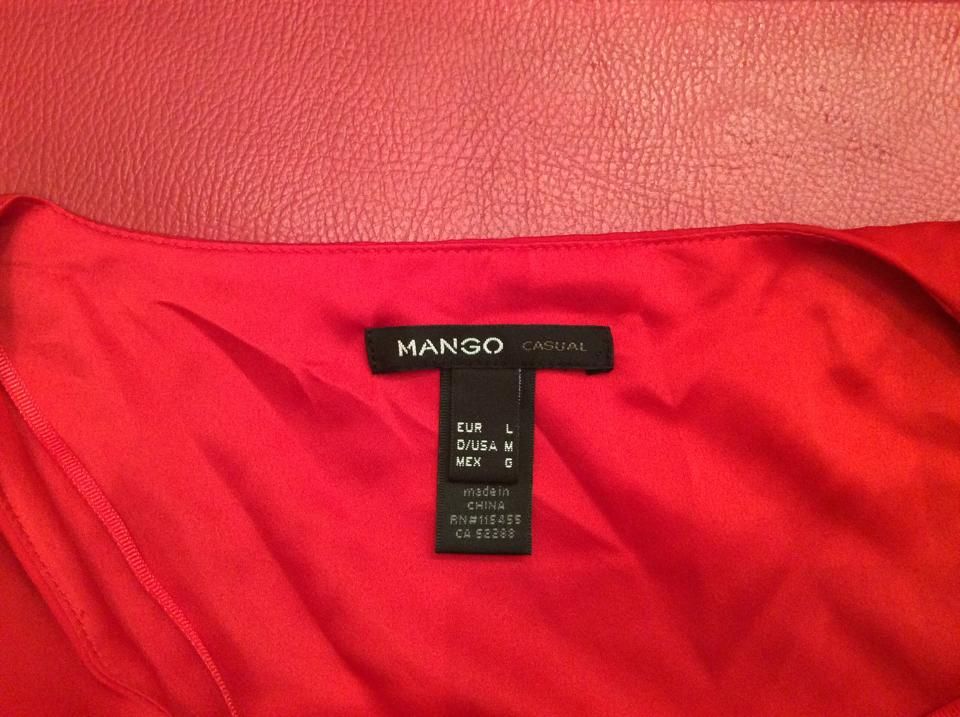 MANGO CASUAL
EUR L
D/USA M
MEX G
made in
CHINA
RN#115455
CA 52288